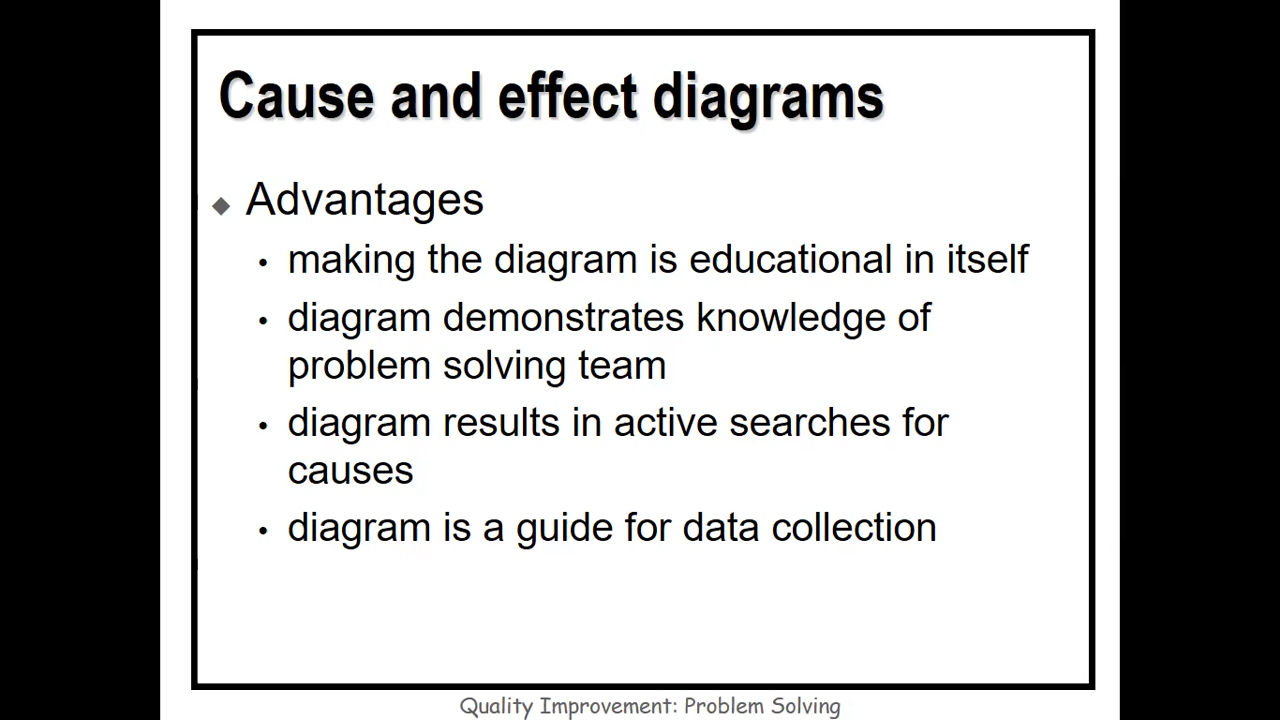 Cause and effect diagrams
Advantages
making the diagram is educational in itself
diagram demonstrates knowledge of
problem solving team
diagram results in active searches for
causes
diagram is a guide for data collection
Quality Improvement: Problem Solving